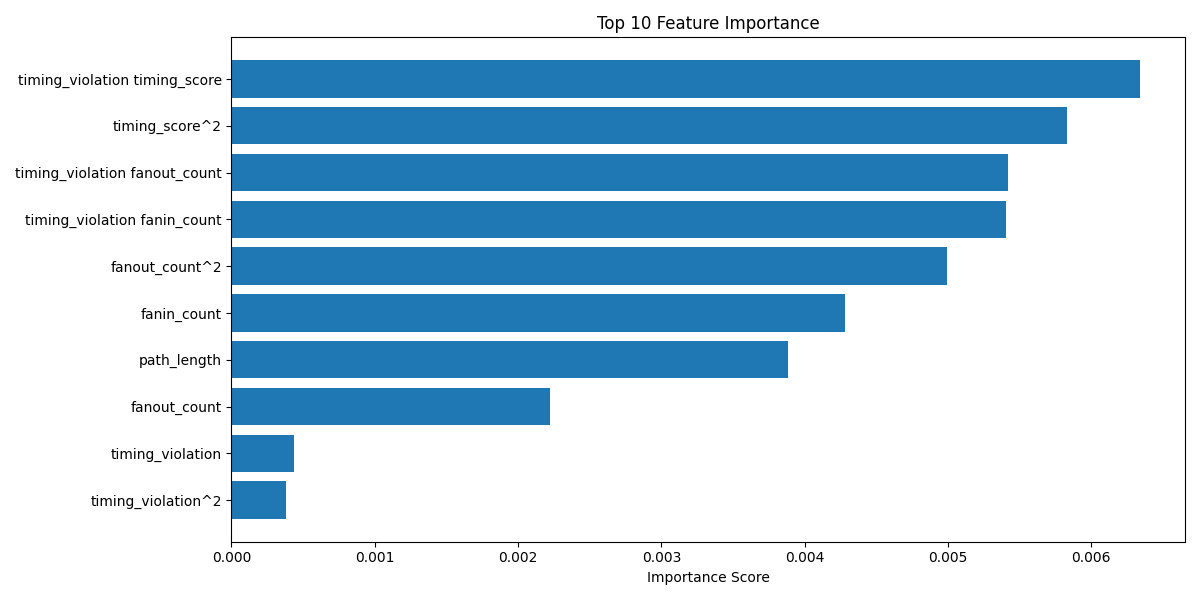 Top 10 Feature Importance
timing_violation timing_score
timing_score^2
timing_violation fanout_count
timing_violation fanin_count
fanout_count^2
fanin_count
path_length
fanout_count
timing_violation
timing_violation^2
0.000 0.001 0.002 0.003 0.004 0.005 0.006
Importance Score